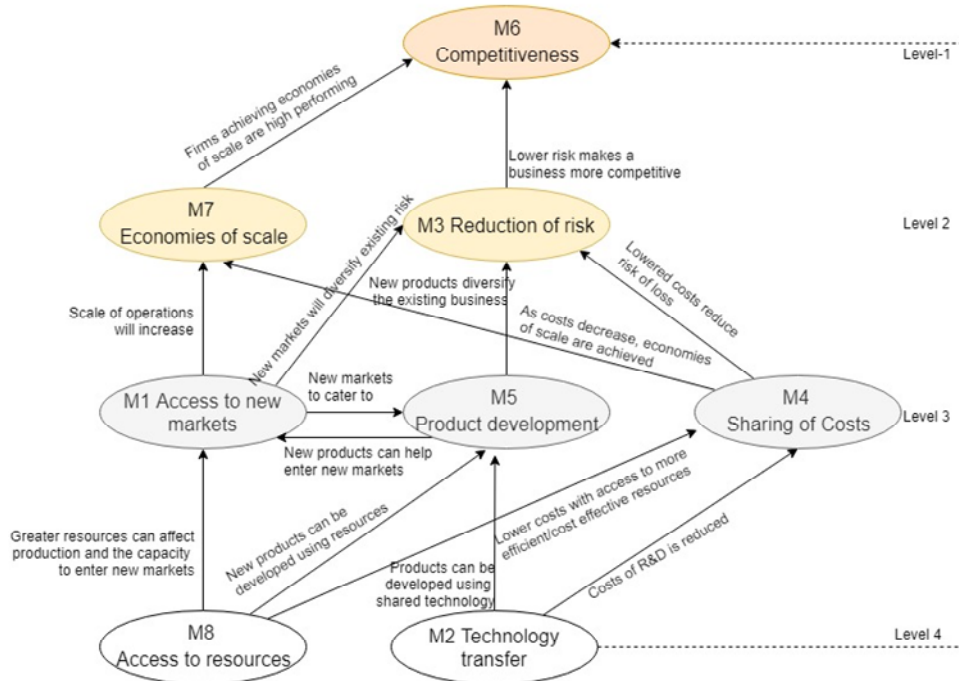 M6
Competitiveness
Level-1
Firms achieving economies
of scale are high performing
Lower risk makes a
business more competitive
M7
Economies of scale
M3 Reduction of risk
Level 2
New markets will diversify existing risk
New products diversify
the existing business
Lowered costs reduce
risk of loss
Scale of operations
will increase
As costs decrease, economies
of scale are achieved
M1 Access to new
markets
New markets
to cater to
M5
Product development
M4
Sharing of Costs
Level 3
New products can help
enter new markets
Greater resources can affect
production and the capacity
to enter new markets
New products can be
developed using resources
Lower costs with access to more
efficient/cost effective resources
Products can be
developed using
shared technology
Costs of R&D is reduced
M8
Access to resources
M2 Technology
transfer
Level 4